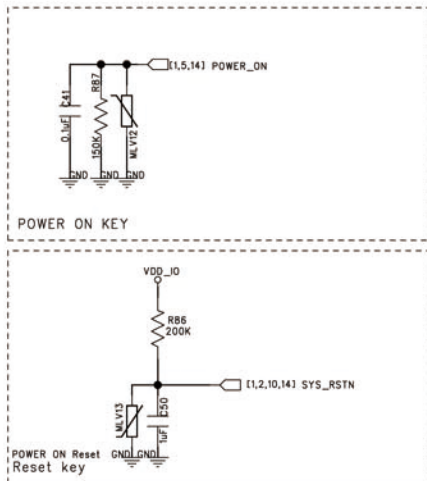 [1,5,14] POWER_ON
C41
0.1uF
R87
150K
MLV12
GND GND GND
POWER ON KEY
VDD_IO
R86
200K
[1,2,10,14] SYS_RSTN
MLV13
C50
1uF
GND GND
POWER ON Reset
Reset key